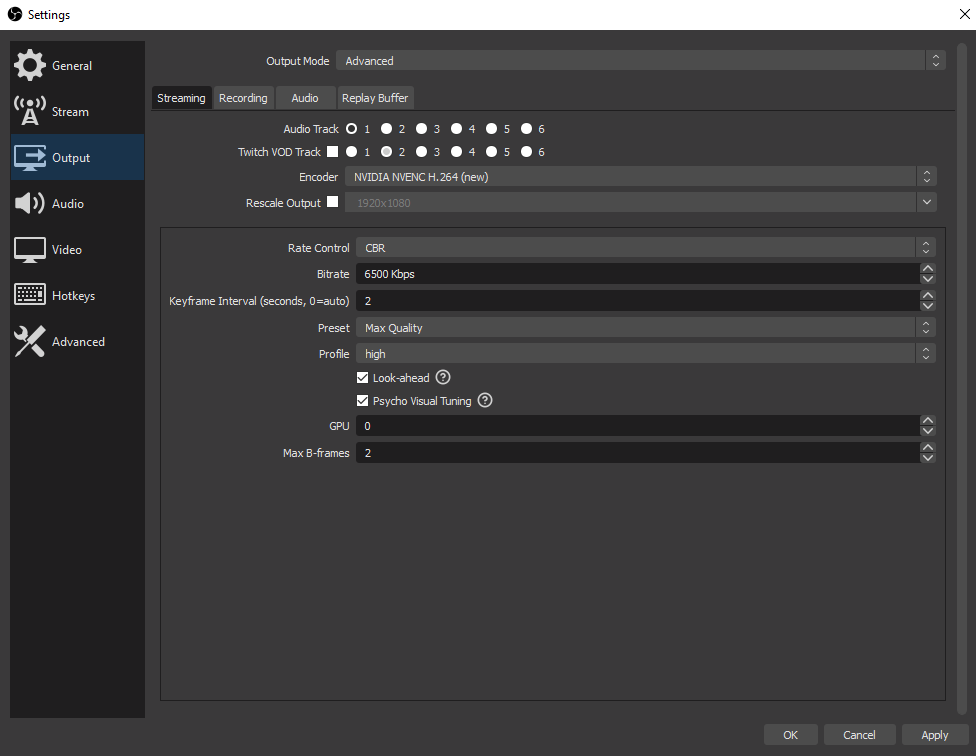 Settings
General
Stream
Output
Audio
Video
Hotkeys
Advanced
Output Mode Advanced
Streaming Recording Audio Replay Buffer
Audio Track 1 2 3 4 5 6
Twitch VOD Track 1 2 3 4 5 6
Encoder NVIDIA NVENC H.264 (new)
Rescale Output 1920x1080
Rate Control CBR
Bitrate 6500 Kbps
Keyframe Interval (seconds, 0=auto) 2
Preset Max Quality
Profile high
Look-ahead ?
Psycho Visual Tuning ?
GPU 0
Max B-frames 2
OK Cancel Apply